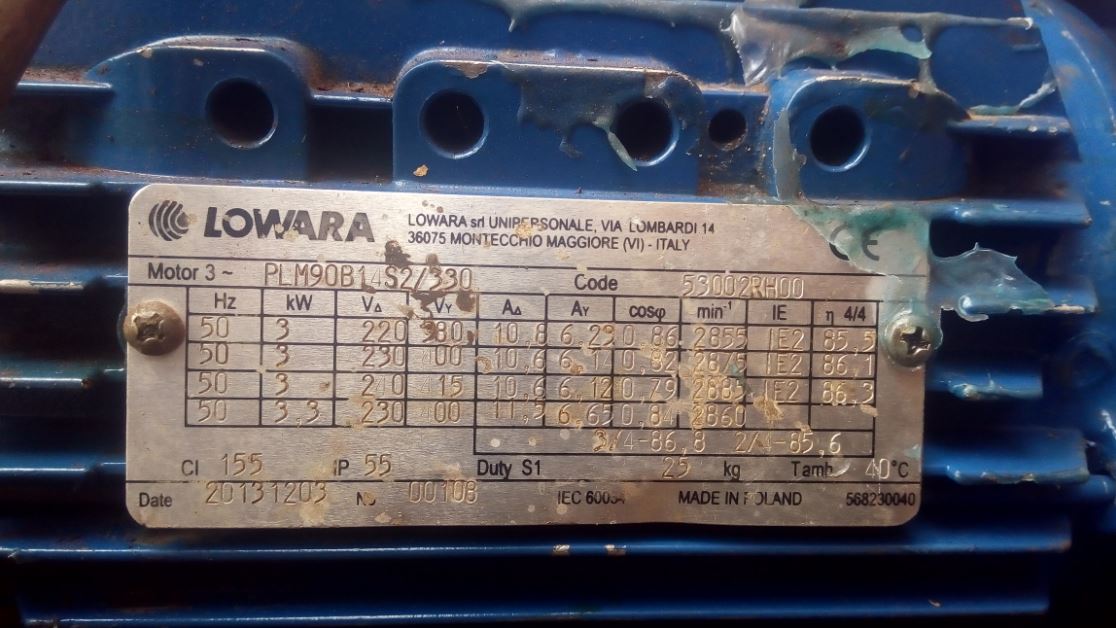 LOWARA
LOWARA srl UNIPERSONALE, VIA LOMBARDI 14
36075 MONTECCHIO MAGGIORE (VI) - ITALY
CE
Motor 3 ~ PLM90B14S2/330 Code 53002RH00
Hz kW V∆ VY A∆ AY cosφ min⁻¹ IE η 4/4
50 3 220 380 10,8 6,23 0,86 2855 IE2 85,5
50 3 230 400 10,6 6,11 0,82 2875 IE2 86,1
50 3 240 415 10,6 6,12 0,79 2885 IE2 86,3
50 3,3 230 400 11,5 6,65 0,84 2860
3/4-86,8 2/4-85,6
Cl 155 IP 55 Duty S1 25 kg Tamb 40°C
Date 20131203 No 00108 IEC 60034 MADE IN POLAND 568230040